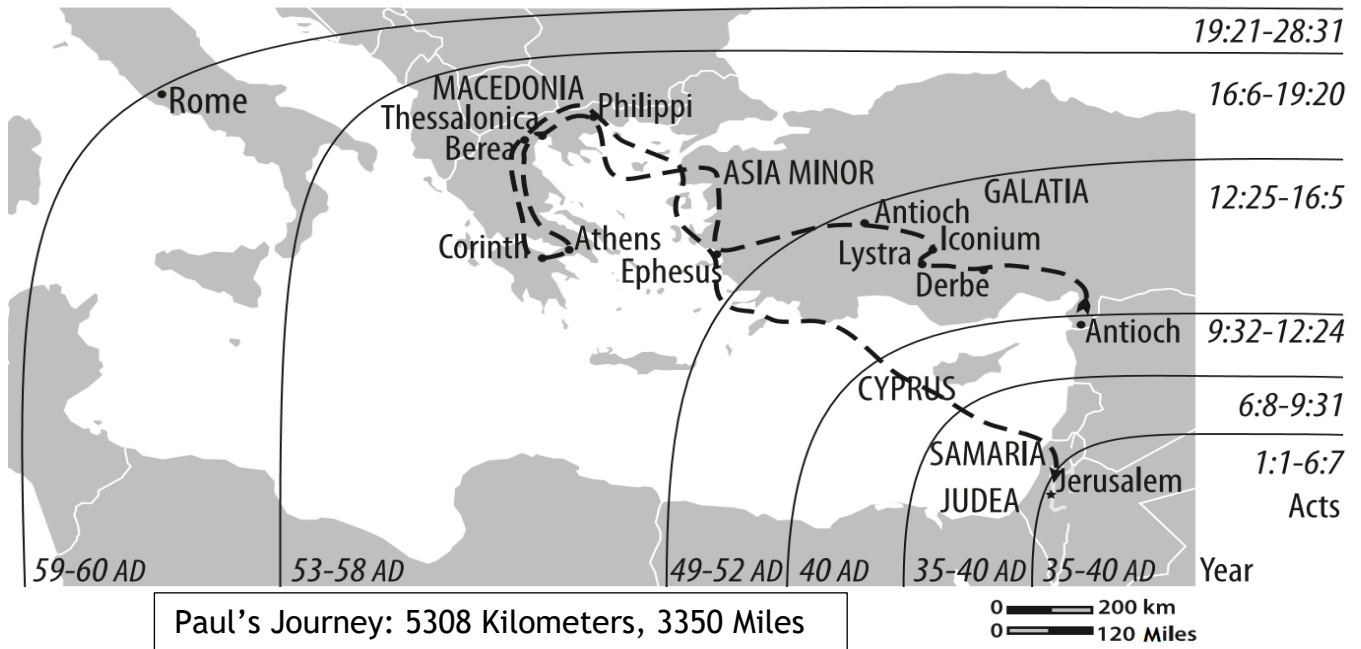 19:21-28:31
16:6-19:20
12:25-16:5
9:32-12:24
6:8-9:31
1:1-6:7
Acts
Rome
MACEDONIA
Thessalonica
Philippi
Berea
ASIA MINOR
GALATIA
Antioch
Iconium
Lystra
Derbe
Corinth
Athens
Ephesus
Antioch
CYPRUS
SAMARIA
Jerusalem
JUDEA
59-60 AD
53-58 AD
49-52 AD
40 AD
35-40 AD
35-40 AD
Year
Paul’s Journey: 5308 Kilometers, 3350 Miles
0 200 km
0 120 Miles